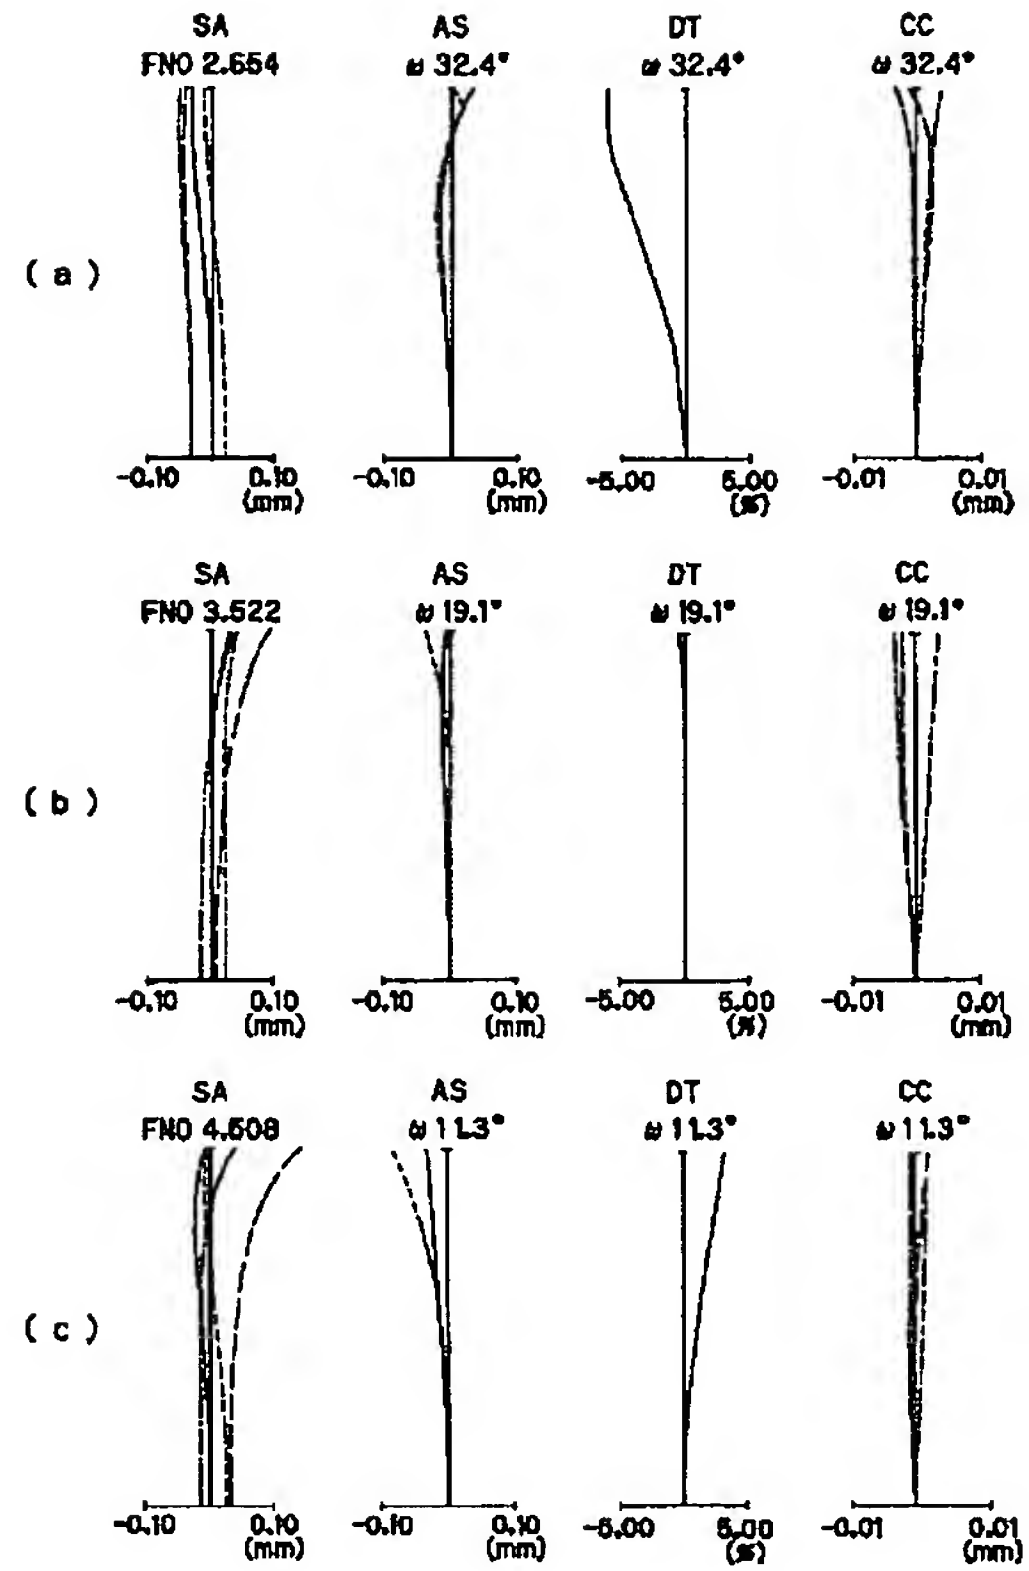 SA AS DT CC
FNO 2.654 ω 32.4° ω 32.4° ω 32.4°
( a )
-0.10 0.10 -0.10 0.10 -5.00 5.00 -0.01 0.01
(mm) (mm) (%) (mm)
SA AS DT CC
FNO 3.522 ω 19.1° ω 19.1° ω 19.1°
( b )
-0.10 0.10 -0.10 0.10 -5.00 5.00 -0.01 0.01
(mm) (mm) (%) (mm)
SA AS DT CC
FNO 4.608 ω 11.3° ω 11.3° ω 11.3°
( c )
-0.10 0.10 -0.10 0.10 -5.00 5.00 -0.01 0.01
(mm) (mm) (%) (mm)